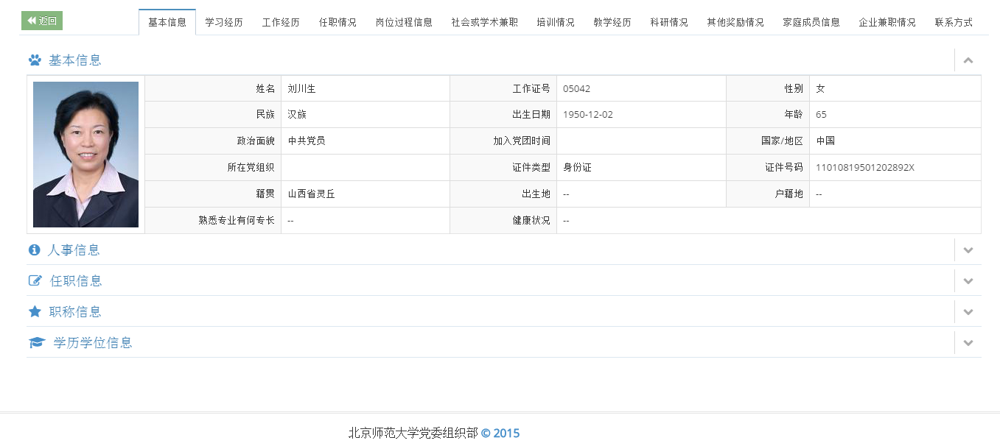 返回 基本信息 学习经历 工作经历 任职情况 岗位过程信息 社会或学术兼职 培训情况 教学经历 科研情况 其他奖励情况 家庭成员信息 企业兼职情况 联系方式
基本信息
姓名 刘川生 工作证号 05042 性别 女
民族 汉族 出生日期 1950-12-02 年龄 65
政治面貌 中共党员 加入党团时间 国家/地区 中国
所在党组织 证件类型 身份证 证件号码 11010819501202892X
籍贯 山西省灵丘 出生地 -- 户籍地 --
熟悉专业有何专长 -- 健康状况 --
人事信息
任职信息
职称信息
学历学位信息
北京师范大学党委组织部 © 2015